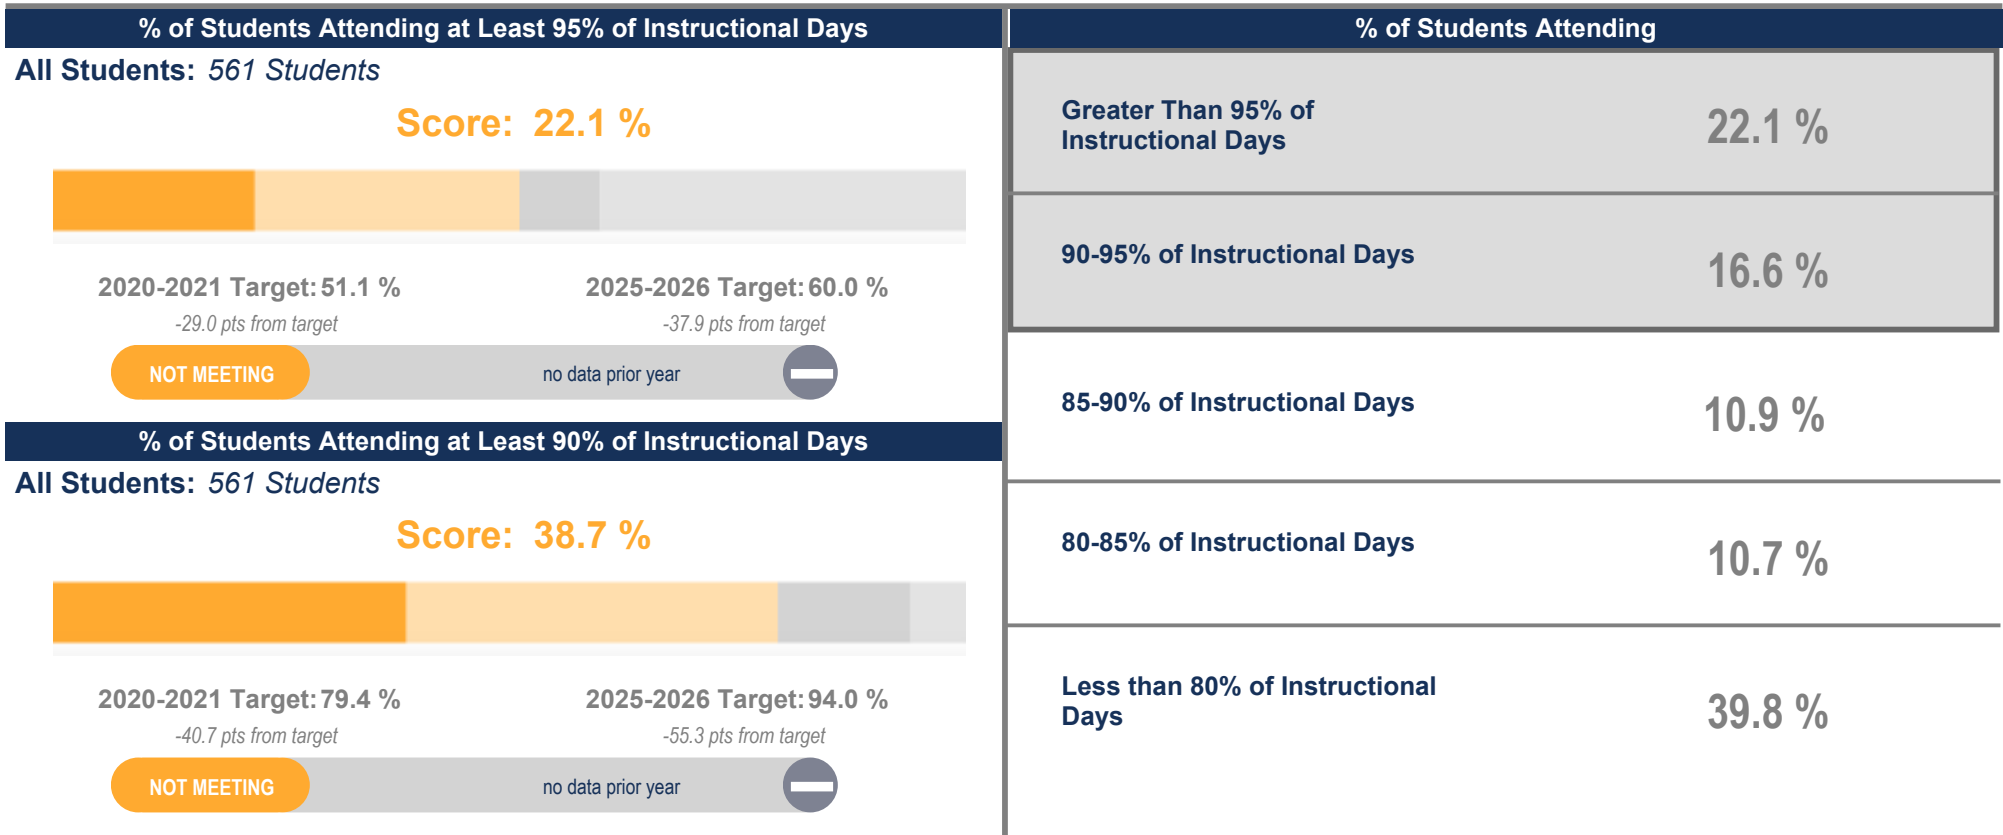 % of Students Attending at Least 95% of Instructional Days
All Students: 561 Students
Score: 22.1 %
2020-2021 Target: 51.1 %
-29.0 pts from target
2025-2026 Target: 60.0 %
-37.9 pts from target
NOT MEETING
no data prior year
% of Students Attending at Least 90% of Instructional Days
All Students: 561 Students
Score: 38.7 %
2020-2021 Target: 79.4 %
-40.7 pts from target
2025-2026 Target: 94.0 %
-55.3 pts from target
NOT MEETING
no data prior year
% of Students Attending
Greater Than 95% of
Instructional Days
22.1 %
90-95% of Instructional Days
16.6 %
85-90% of Instructional Days
10.9 %
80-85% of Instructional Days
10.7 %
Less than 80% of Instructional
Days
39.8 %